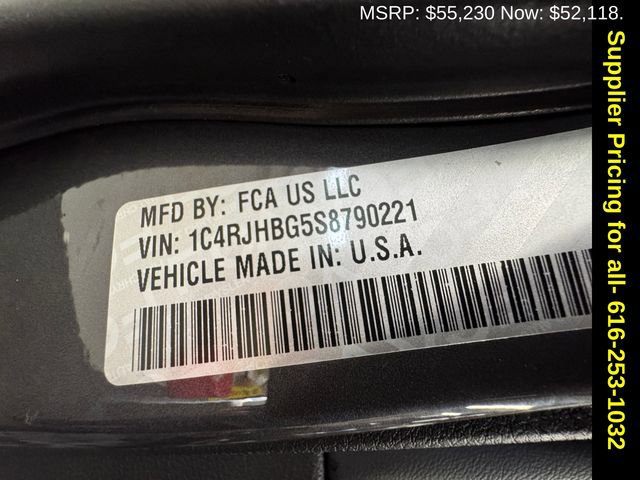 MSRP: $55,230 Now: $52,118.
Supplier Pricing for all- 616-253-1032
MFD BY: FCA US LLC
VIN: 1C4RJHBG5S8790221
VEHICLE MADE IN: U.S.A.